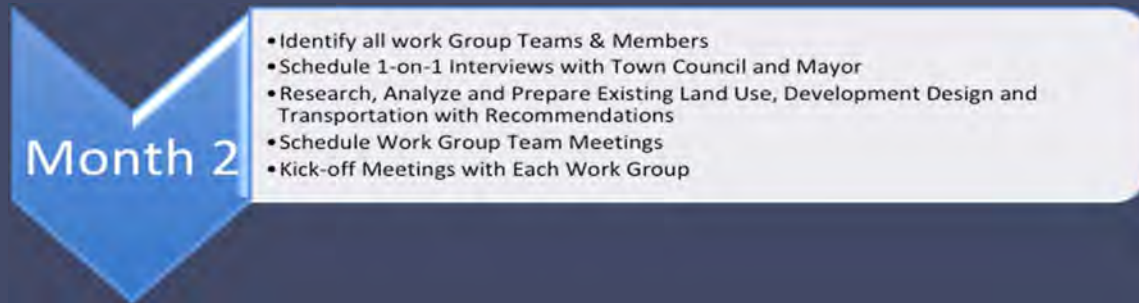 Month 2
•Identify all work Group Teams & Members
•Schedule 1-on-1 Interviews with Town Council and Mayor
•Research, Analyze and Prepare Existing Land Use, Development Design and
Transportation with Recommendations
•Schedule Work Group Team Meetings
•Kick-off Meetings with Each Work Group